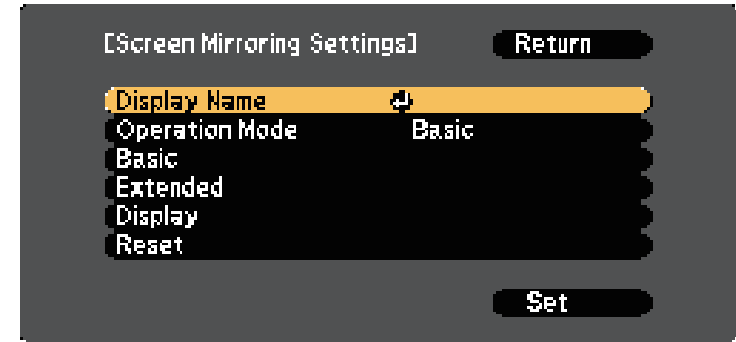 [Screen Mirroring Settings] Return
Display Name
Operation Mode Basic
Basic
Extended
Display
Reset
Set